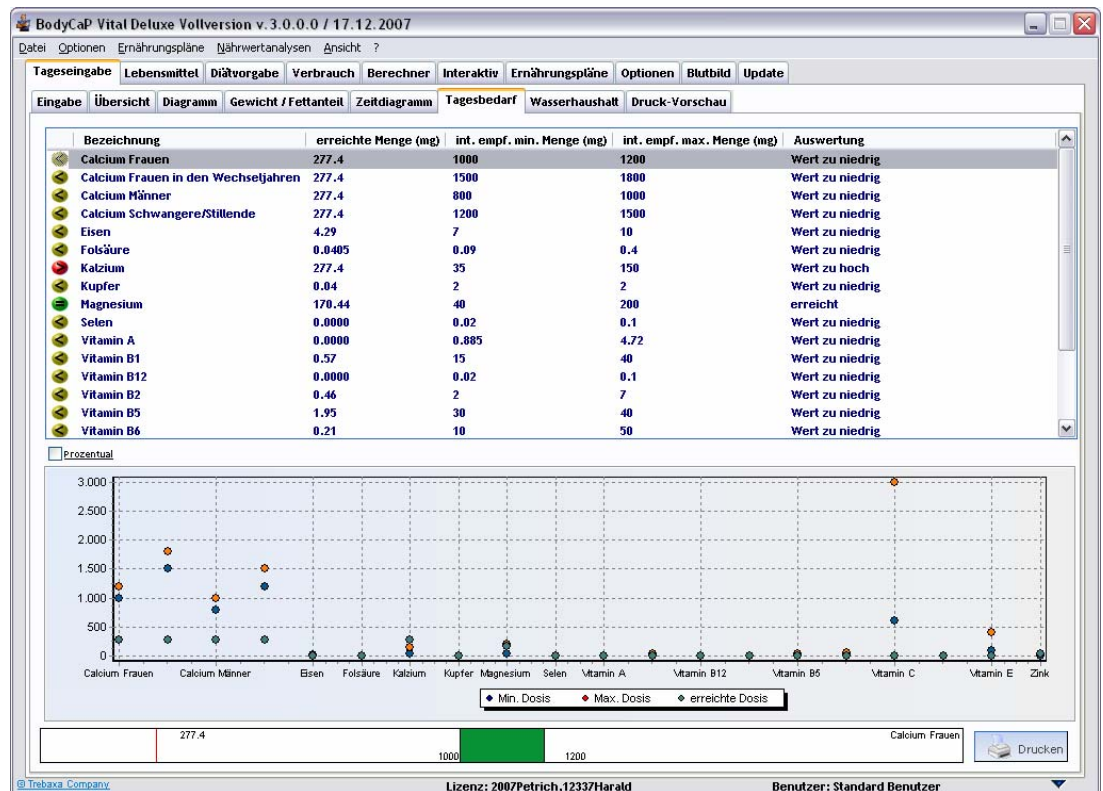 BodyCaP Vital Deluxe Vollversion v. 3.0.0.0 / 17.12.2007
Datei Optionen Ernährungspläne Nährwertanalysen Ansicht ?
Tageseingabe Lebensmittel Diätvorgabe Verbrauch Berechner Interaktiv Ernährungspläne Optionen Blutbild Update
Eingabe Übersicht Diagramm Gewicht / Fettanteil Zeitdiagramm Tagesbedarf Wasserhaushalt Druck-Vorschau
Bezeichnung erreichte Menge (mg) int. empf. min. Menge (mg) int. empf. max. Menge (mg) Auswertung
Calcium Frauen 277.4 1000 1200 Wert zu niedrig
Calcium Frauen in den Wechseljahren 277.4 1500 1800 Wert zu niedrig
Calcium Männer 277.4 800 1000 Wert zu niedrig
Calcium Schwangere/Stillende 277.4 1200 1500 Wert zu niedrig
Eisen 4.29 7 10 Wert zu niedrig
Folsäure 0.0405 0.09 0.4 Wert zu niedrig
Kalzium 277.4 35 150 Wert zu hoch
Kupfer 0.04 2 2 Wert zu niedrig
Magnesium 170.44 40 200 erreicht
Selen 0.0000 0.02 0.1 Wert zu niedrig
Vitamin A 0.0000 0.885 4.72 Wert zu niedrig
Vitamin B1 0.57 15 40 Wert zu niedrig
Vitamin B12 0.0000 0.02 0.1 Wert zu niedrig
Vitamin B2 0.46 2 7 Wert zu niedrig
Vitamin B5 1.95 30 40 Wert zu niedrig
Vitamin B6 0.21 10 50 Wert zu niedrig
Prozentual
3.000
2.500
2.000
1.500
1.000
500
0
Calcium Frauen Calcium Männer Eisen Folsäure Kalzium Kupfer Magnesium Selen Vitamin A Vitamin B12 Vitamin B5 Vitamin C Vitamin E Zink
Min. Dosis Max. Dosis erreichte Dosis
277.4 Calcium Frauen
1000 1200
Drucken
© Trebaxa Company Lizenz: 2007Petrich.12337Harald Benutzer: Standard Benutzer